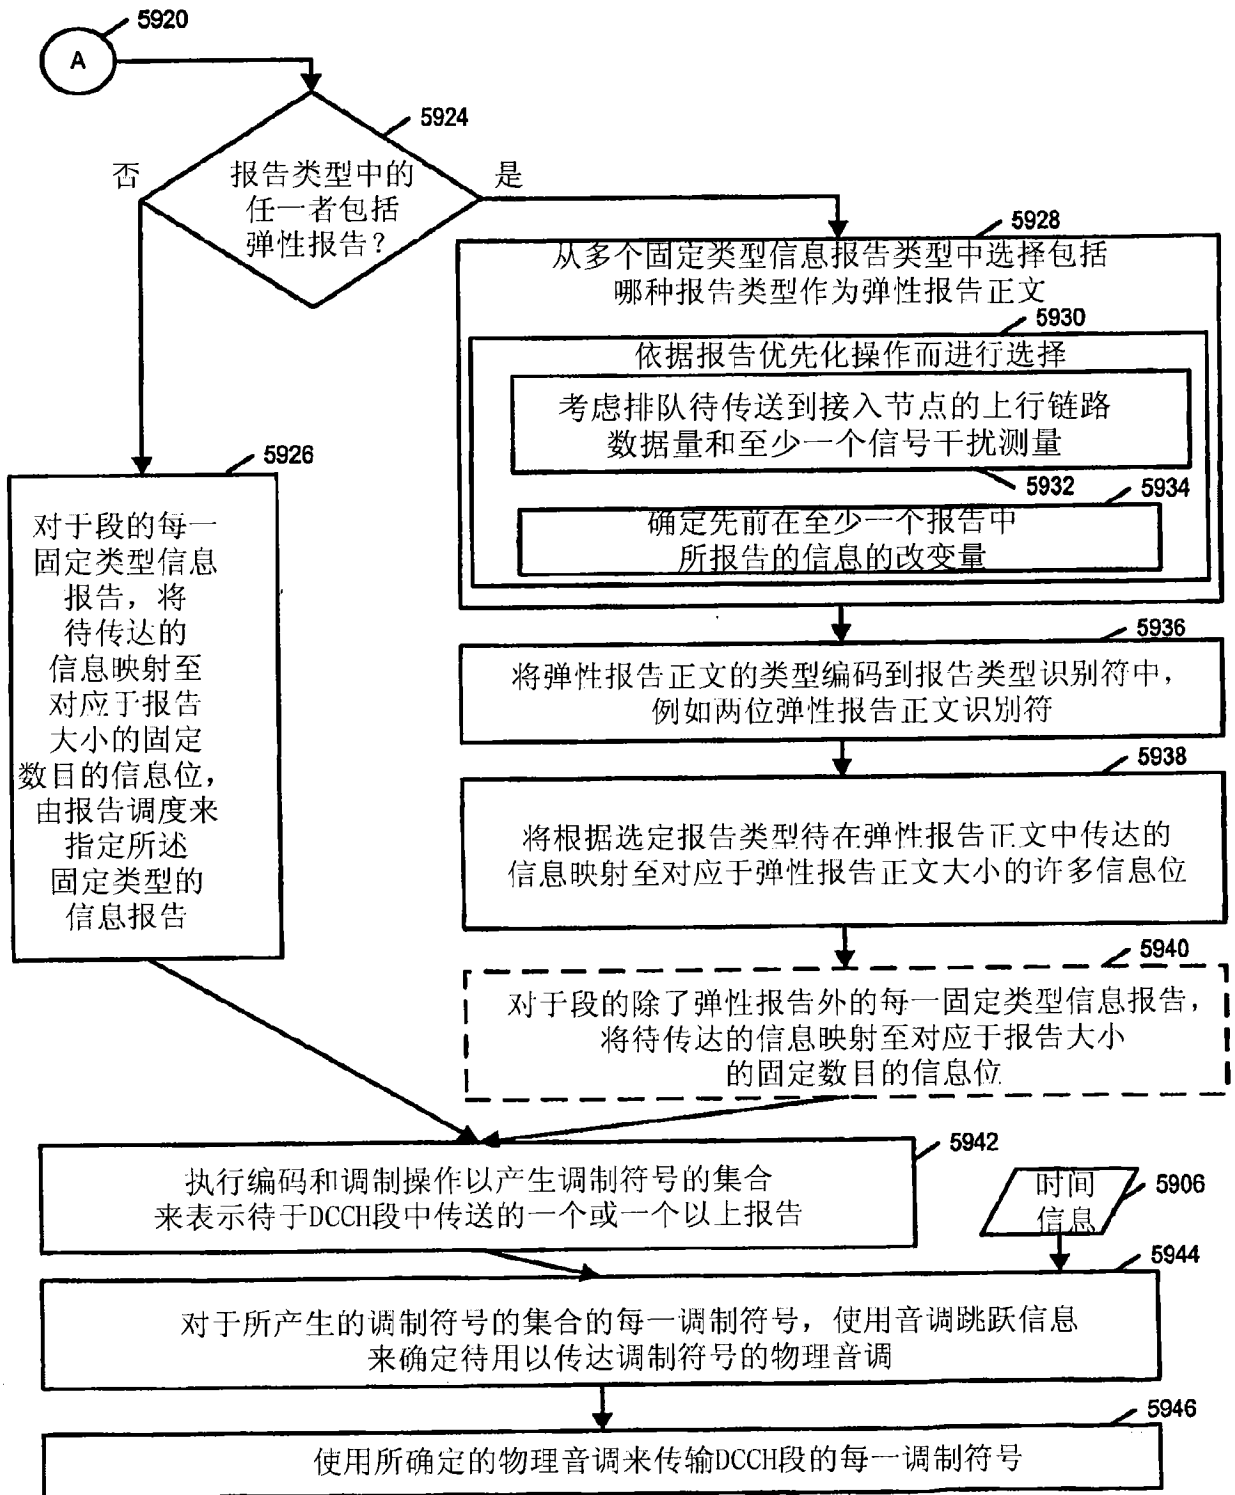 5920
A
5924
否
是
报告类型中的
任一者包括
弹性报告?
5928
从多个固定类型信息报告类型中选择包括
哪种报告类型作为弹性报告正文
5930
依据报告优先化操作而进行选择
考虑排队待传送到接入节点的上行链路
数据量和至少一个信号干扰测量
5932
5934
确定先前在至少一个报告中
所报告的信息的改变量
5926
对于段的每一
固定类型信息
报告，将
待传达的
信息映射至
对应于报告
大小的固定
数目的信息位，
由报告调度来
指定所述
固定类型的
信息报告
5936
将弹性报告正文的类型编码到报告类型识别符中，
例如两位弹性报告正文识别符
5938
将根据选定报告类型待在弹性报告正文中传达的
信息映射至对应于弹性报告正文大小的许多信息位
5940
对于段的除了弹性报告外的每一固定类型信息报告，
将待传达的信息映射至对应于报告大小
的固定数目的信息位
5942
执行编码和调制操作以产生调制符号的集合
来表示待于DCCH段中传送的一个或一个以上报告
时间
信息
5906
5944
对于所产生的调制符号的集合的每一调制符号，使用音调跳跃信息
来确定待用以传达调制符号的物理音调
5946
使用所确定的物理音调来传输DCCH段的每一调制符号